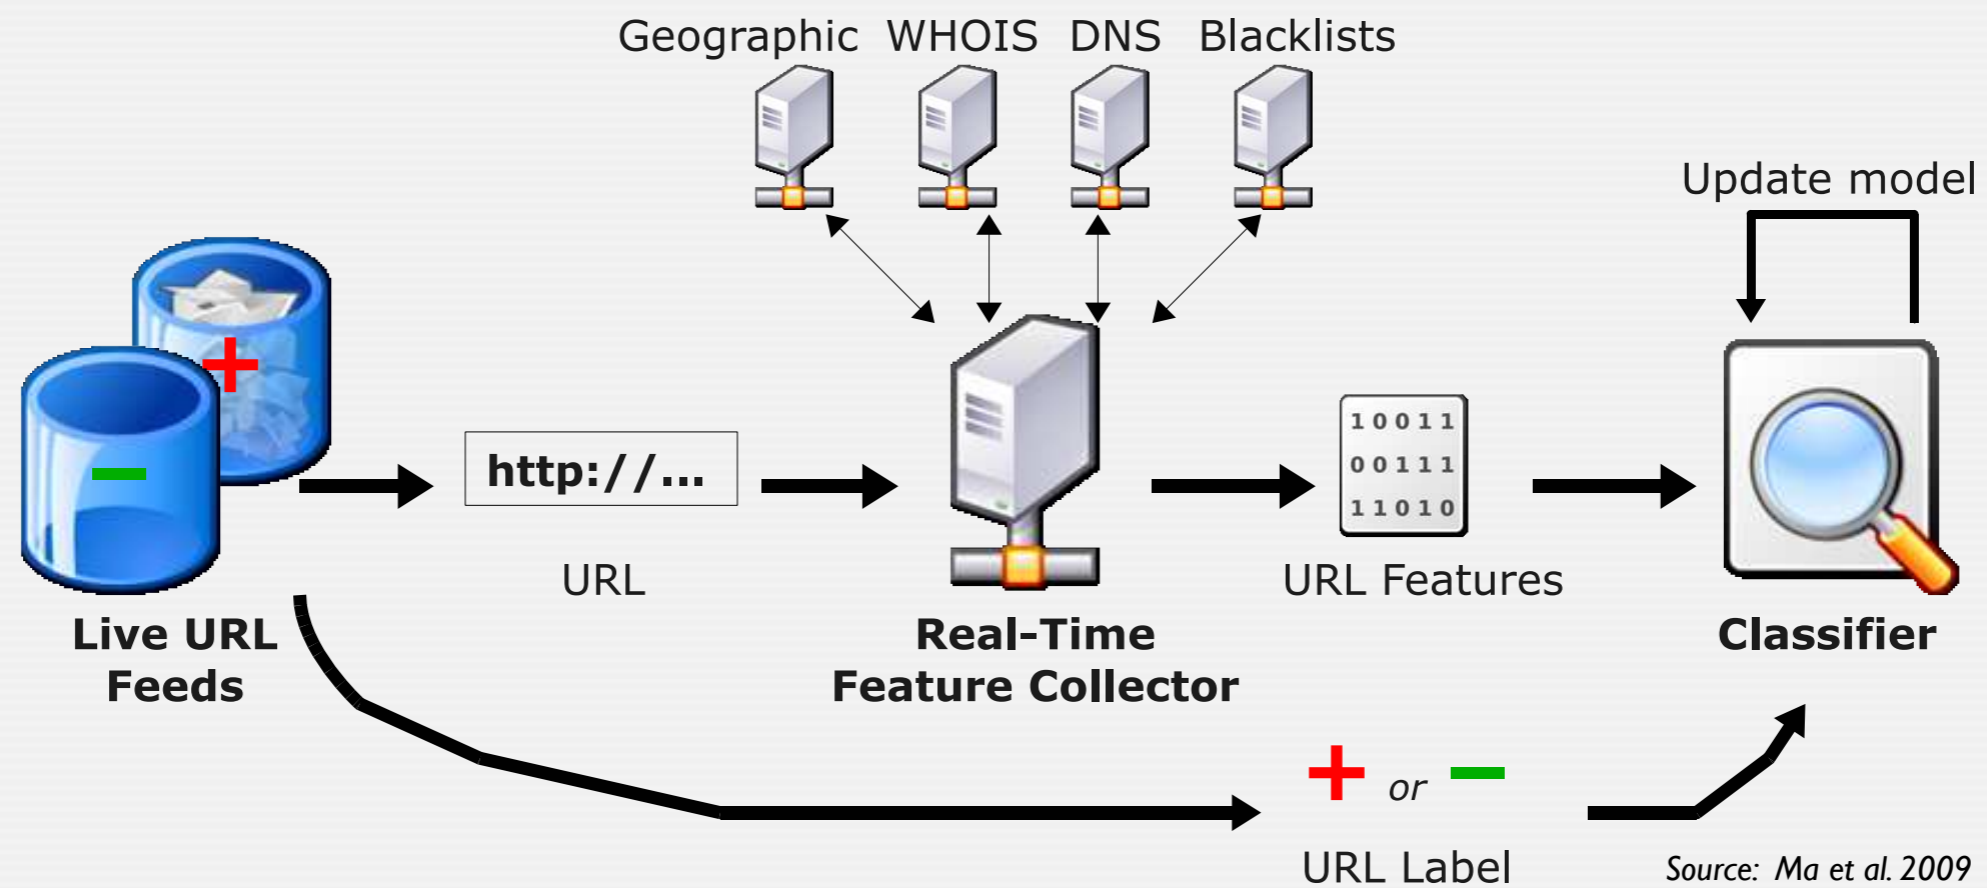 Geographic WHOIS DNS Blacklists
Update model
+
−
http://...
10011
00111
11010
URL
URL Features
Live URL
Feeds
Real-Time
Feature Collector
Classifier
+ or −
URL Label
Source: Ma et al. 2009